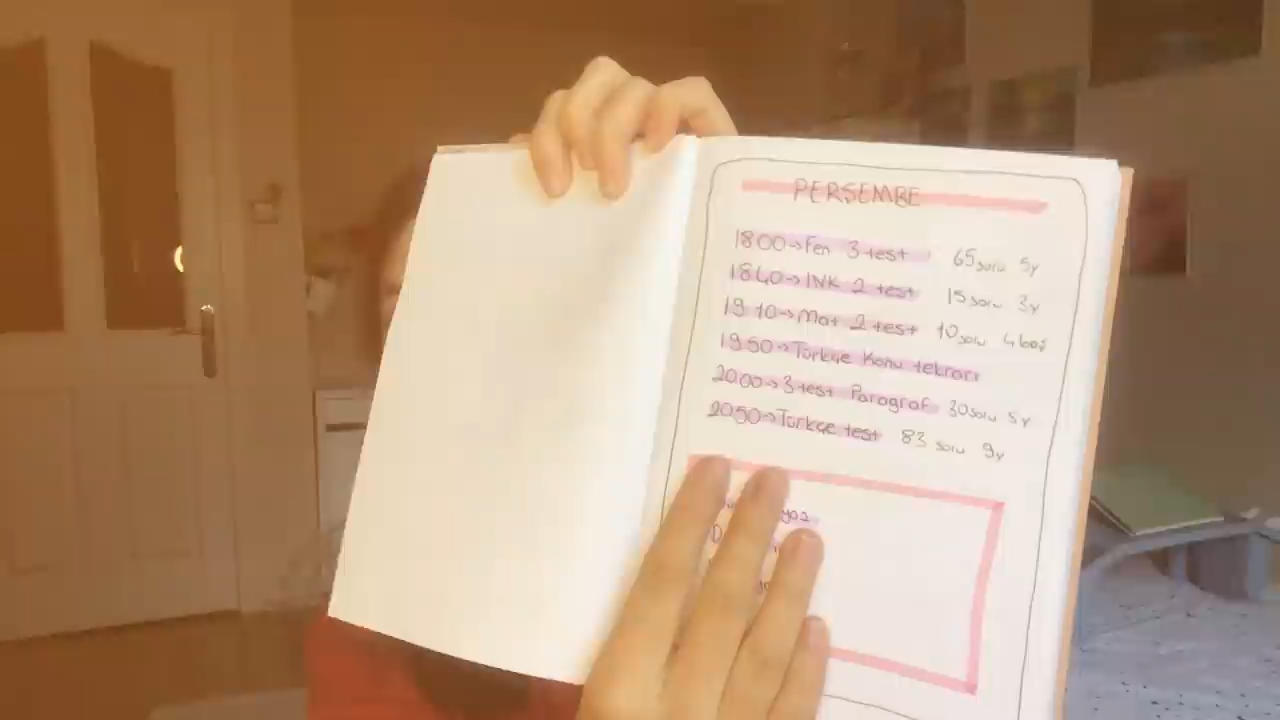 PERŞEMBE
18.00→Fen 3 test 65 soru 5y
18.40→INK 2 test 15 soru 3y
19.10→Mat 2 test 10 soru 4 boş
19.50→Türkçe Konu tekrarı
20.00→3 test Paragraf 30 soru 5y
20.50→Türkçe test 83 soru 9y